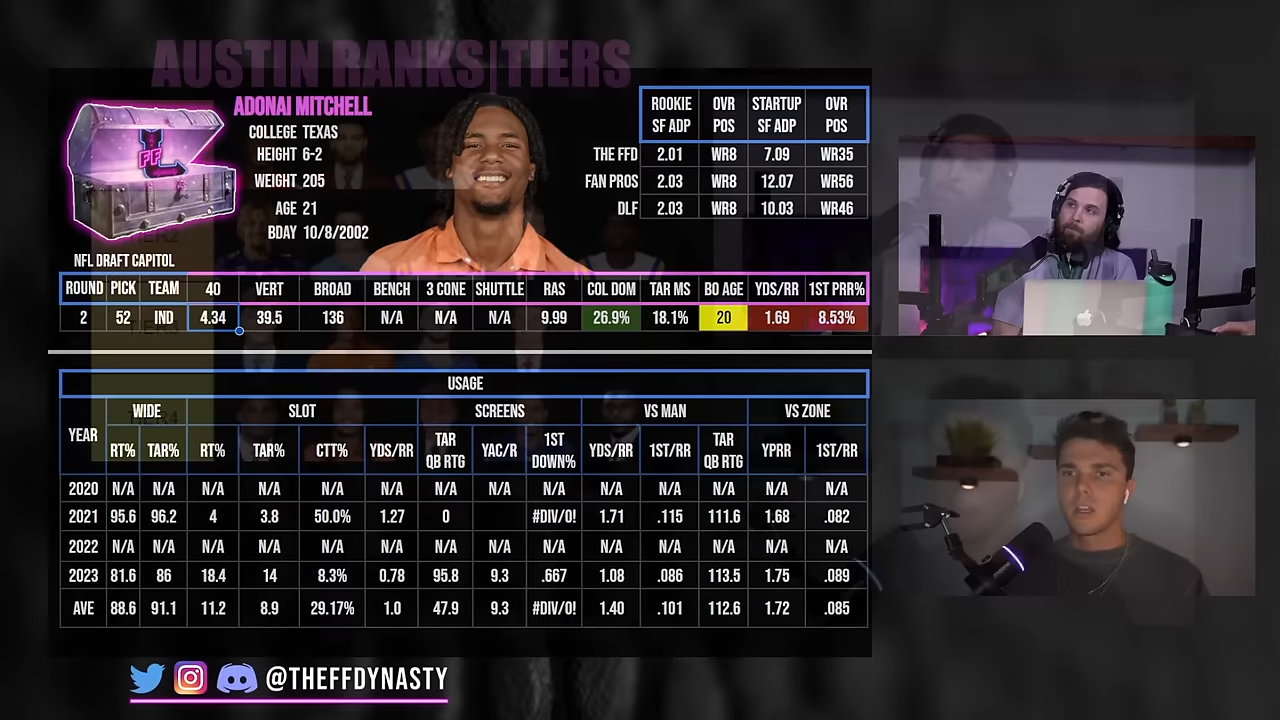 AUSTIN RANKS|TIERS
ADONAI MITCHELL
COLLEGE TEXAS
HEIGHT 6-2
WEIGHT 205
AGE 21
BDAY 10/8/2002
FF
ROOKIE SF ADP OVR POS STARTUP SF ADP OVR POS
THE FFD 2.01 WR8 7.09 WR35
FAN PROS 2.03 WR8 12.07 WR56
DLF 2.03 WR8 10.03 WR46
TIER2
NFL DRAFT CAPITOL
ROUND PICK TEAM 40 VERT BROAD BENCH 3 CONE SHUTTLE RAS COL DOM TAR MS BO AGE YDS/RR 1ST PRR%
2 52 IND 4.34 39.5 136 N/A N/A N/A 9.99 26.9% 18.1% 20 1.69 8.53%
TIER3
USAGE
WIDE SLOT SCREENS VS MAN VS ZONE
TIER4
YEAR RT% TAR% RT% TAR% CTT% YDS/RR TAR QB RTG YAC/R 1ST DOWN% YDS/RR 1ST/RR TAR QB RTG YPRR 1ST/RR
2020 N/A N/A N/A N/A N/A N/A N/A N/A N/A N/A N/A N/A N/A N/A
2021 95.6 96.2 4 3.8 50.0% 1.27 0 #DIV/0! 1.71 .115 111.6 1.68 .082
2022 N/A N/A N/A N/A N/A N/A N/A N/A N/A N/A N/A N/A N/A N/A
2023 81.6 86 18.4 14 8.3% 0.78 95.8 9.3 .667 1.08 .086 113.5 1.75 .089
AVE 88.6 91.1 11.2 8.9 29.17% 1.0 47.9 9.3 #DIV/0! 1.40 .101 112.6 1.72 .085
@THEFFDYNASTY